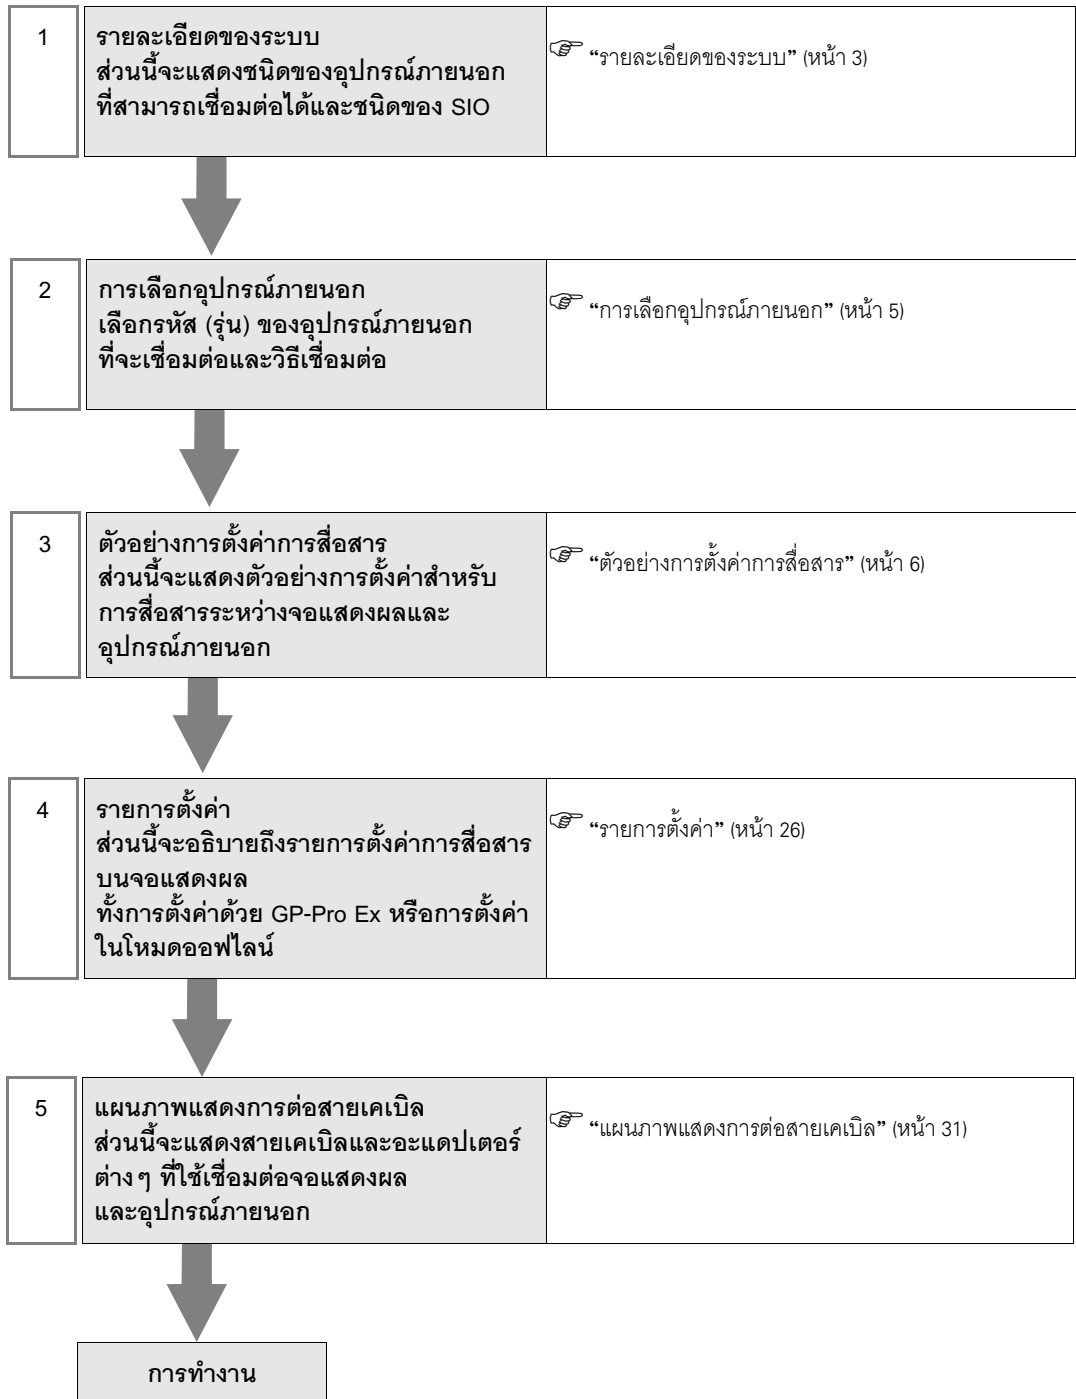 1
รายละเอียดของระบบ
ส่วนนี้จะแสดงชนิดของอุปกรณ์ภายนอก
ที่สามารถเชื่อมต่อได้และชนิดของ SIO
“รายละเอียดของระบบ” (หน้า 3)
2
การเลือกอุปกรณ์ภายนอก
เลือกรหัส (รุ่น) ของอุปกรณ์ภายนอก
ที่จะเชื่อมต่อและวิธีเชื่อมต่อ
“การเลือกอุปกรณ์ภายนอก” (หน้า 5)
3
ตัวอย่างการตั้งค่าการสื่อสาร
ส่วนนี้จะแสดงตัวอย่างการตั้งค่าสำหรับ
การสื่อสารระหว่างจอแสดงผลและ
อุปกรณ์ภายนอก
“ตัวอย่างการตั้งค่าการสื่อสาร” (หน้า 6)
4
รายการตั้งค่า
ส่วนนี้จะอธิบายถึงรายการตั้งค่าการสื่อสาร
บนจอแสดงผล
ทั้งการตั้งค่าด้วย GP-Pro Ex หรือการตั้งค่า
ในโหมดออฟไลน์
“รายการตั้งค่า” (หน้า 26)
5
แผนภาพแสดงการต่อสายเคเบิล
ส่วนนี้จะแสดงสายเคเบิลและอะแดปเตอร์
ต่างๆ ที่ใช้เชื่อมต่อจอแสดงผล
และอุปกรณ์ภายนอก
“แผนภาพแสดงการต่อสายเคเบิล” (หน้า 31)
การทำงาน